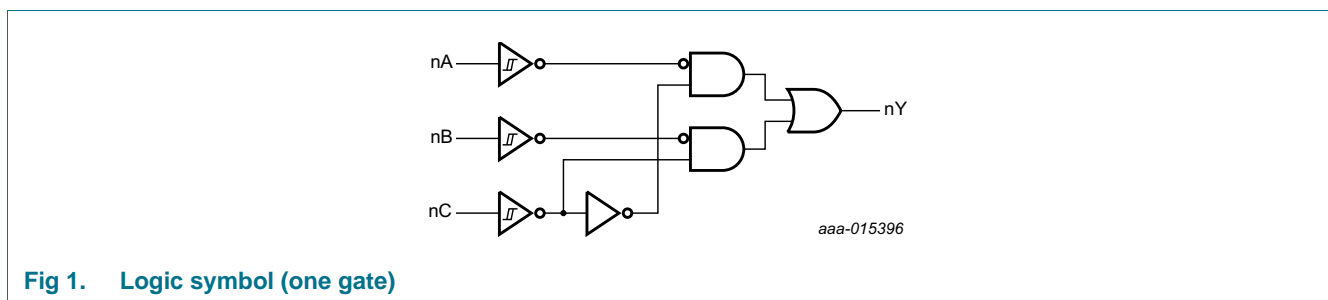 nA
nB
nC
nY
aaa-015396
Fig 1. Logic symbol (one gate)